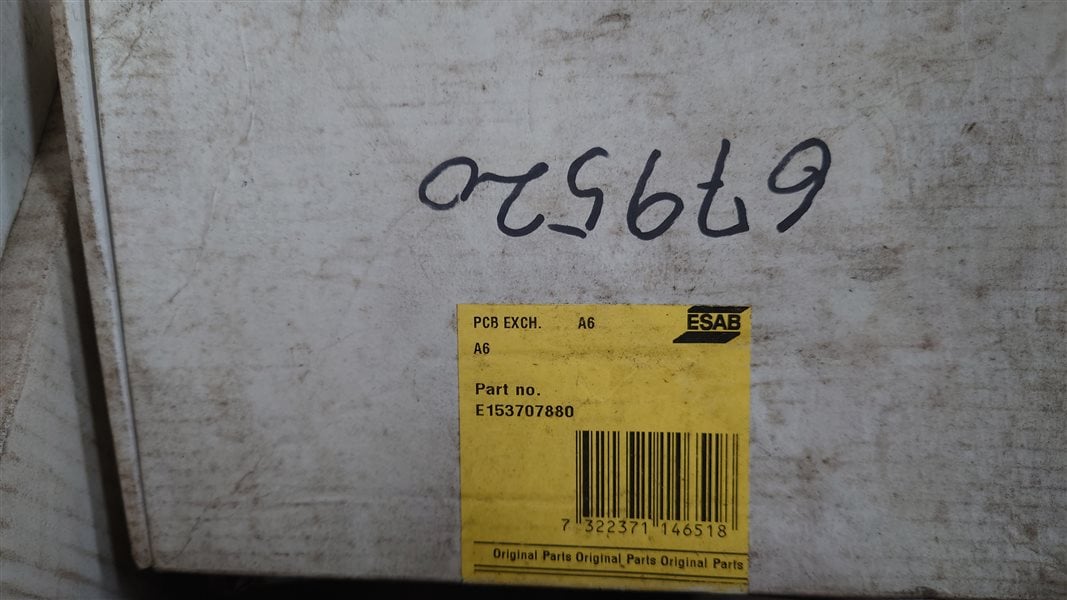 679520
PCB EXCH. A6
ESAB
A6
Part no.
E153707880
7 322371 146518
Original Parts Original Parts Original Parts